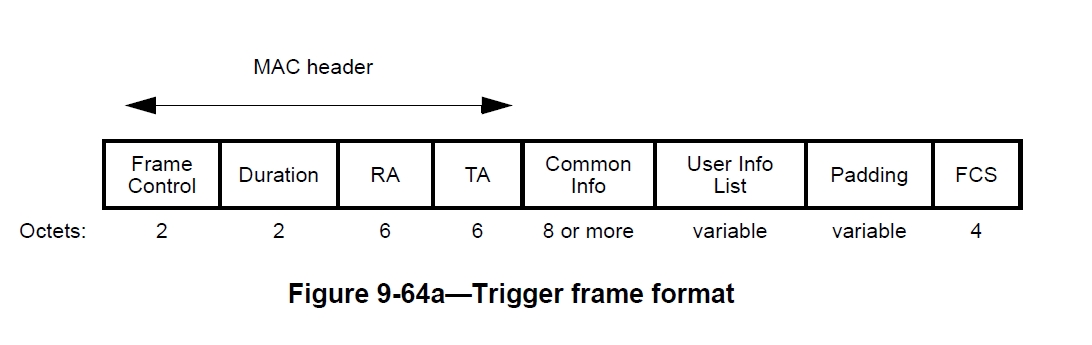 MAC header
Frame Control Duration RA TA Common Info User Info List Padding FCS
Octets: 2 2 6 6 8 or more variable variable 4
Figure 9-64a—Trigger frame format